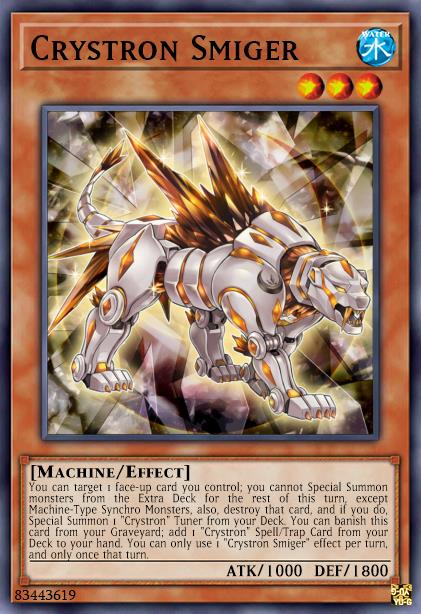 Crystron Smiger
WATER
水
[Machine/Effect]
You can target 1 face-up card you control; you cannot Special Summon
monsters from the Extra Deck for the rest of this turn, except
Machine-Type Synchro Monsters, also, destroy that card, and if you do,
Special Summon 1 "Crystron" Tuner from your Deck. You can banish
this card from your Graveyard; add 1 "Crystron" Spell/Trap Card from your
Deck to your hand. You can only use 1 "Crystron Smiger" effect per turn,
and only once that turn.
ATK/1000 DEF/1800
83443619